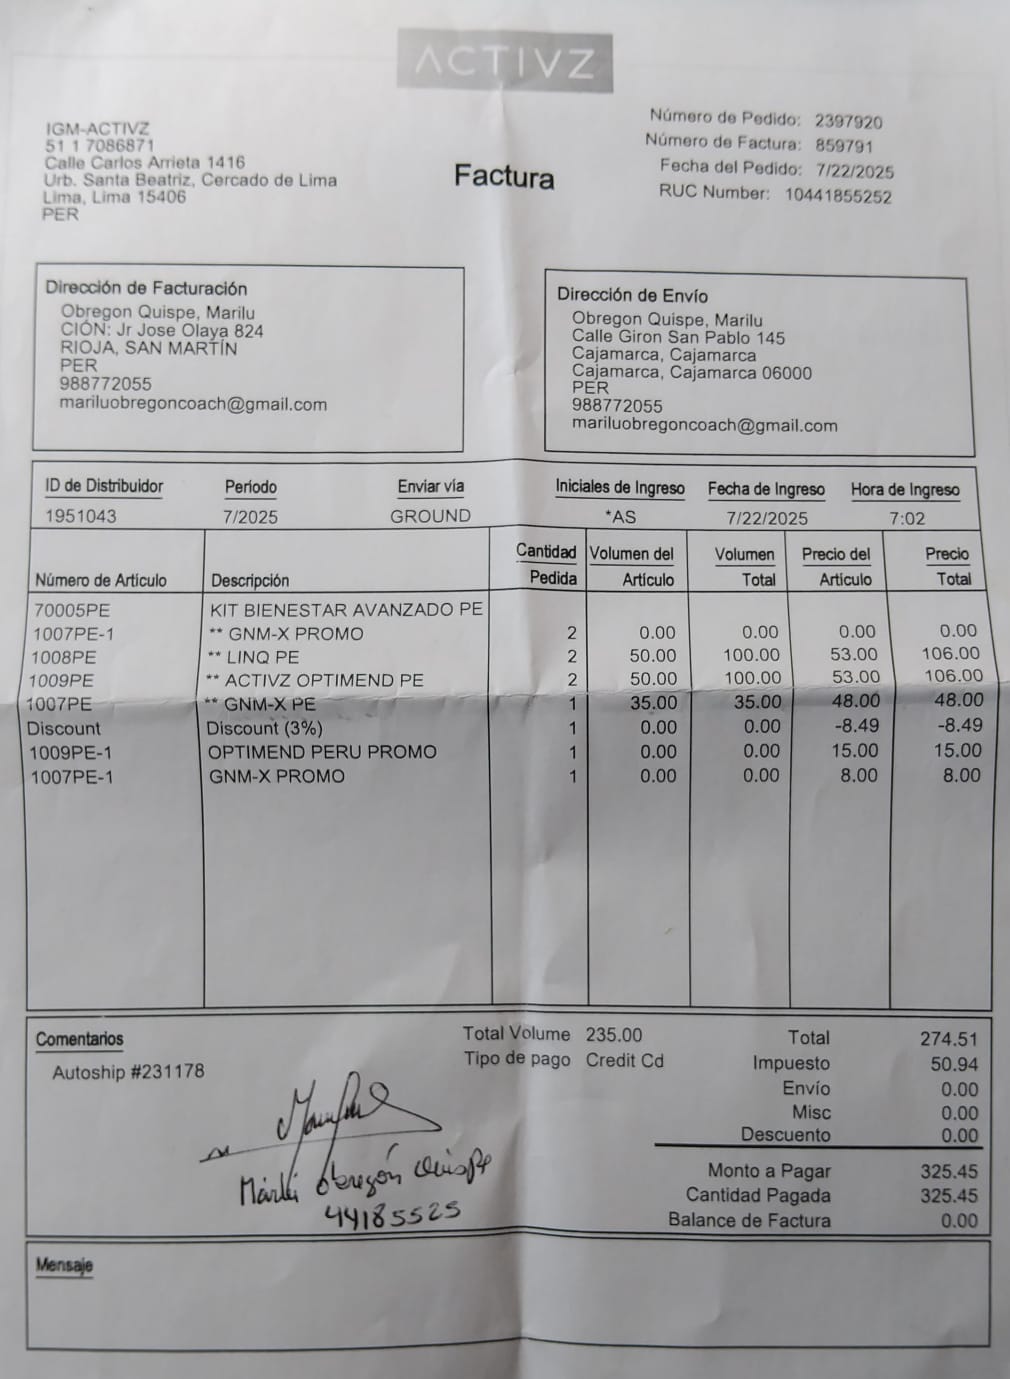 ACTIVZ
IGM-ACTIVZ
51 1 7086871
Calle Carlos Arrieta 1416
Urb. Santa Beatriz, Cercado de Lima
Lima, Lima 15406
PER
Factura
Número de Pedido: 2397920
Número de Factura: 859791
Fecha del Pedido: 7/22/2025
RUC Number: 10441855252
Dirección de Facturación
Obregon Quispe, Marilu
CIÓN: Jr Jose Olaya 824
RIOJA, SAN MARTÍN
PER
988772055
mariluobregoncoach@gmail.com
Dirección de Envío
Obregon Quispe, Marilu
Calle Giron San Pablo 145
Cajamarca, Cajamarca
Cajamarca, Cajamarca 06000
PER
988772055
mariluobregoncoach@gmail.com
ID de Distribuidor Periodo Enviar vía Iniciales de Ingreso Fecha de Ingreso Hora de Ingreso
1951043 7/2025 GROUND *AS 7/22/2025 7:02
Número de Artículo Descripción Cantidad Pedida Volumen del Artículo Volumen Total Precio del Artículo Precio Total
70005PE KIT BIENESTAR AVANZADO PE
1007PE-1 ** GNM-X PROMO 2 0.00 0.00 0.00 0.00
1008PE ** LINQ PE 2 50.00 100.00 53.00 106.00
1009PE ** ACTIVZ OPTIMEND PE 2 50.00 100.00 53.00 106.00
1007PE ** GNM-X PE 1 35.00 35.00 48.00 48.00
Discount Discount (3%) 1 0.00 0.00 -8.49 -8.49
1009PE-1 OPTIMEND PERU PROMO 1 0.00 0.00 15.00 15.00
1007PE-1 GNM-X PROMO 1 0.00 0.00 8.00 8.00
Comentarios
Autoship #231178
Total Volume 235.00
Tipo de pago Credit Cd
Total 274.51
Impuesto 50.94
Envío 0.00
Misc 0.00
Descuento 0.00
Monto a Pagar 325.45
Cantidad Pagada 325.45
Balance de Factura 0.00
Obregón Quispe
44185525
Mensaje